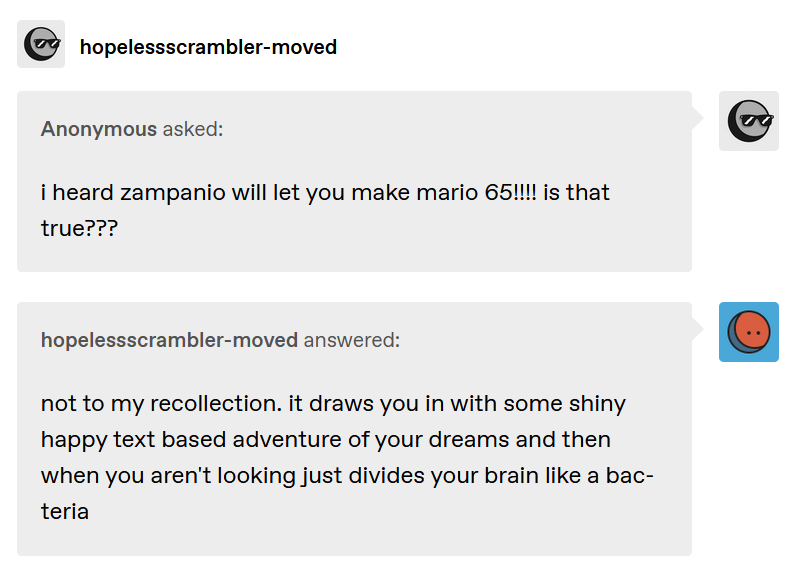 hopelessscrambler-moved
Anonymous asked:
i heard zampanio will let you make mario 65!!!! is that
true???
hopelessscrambler-moved answered:
not to my recollection. it draws you in with some shiny
happy text based adventure of your dreams and then
when you aren't looking just divides your brain like a bac-
teria